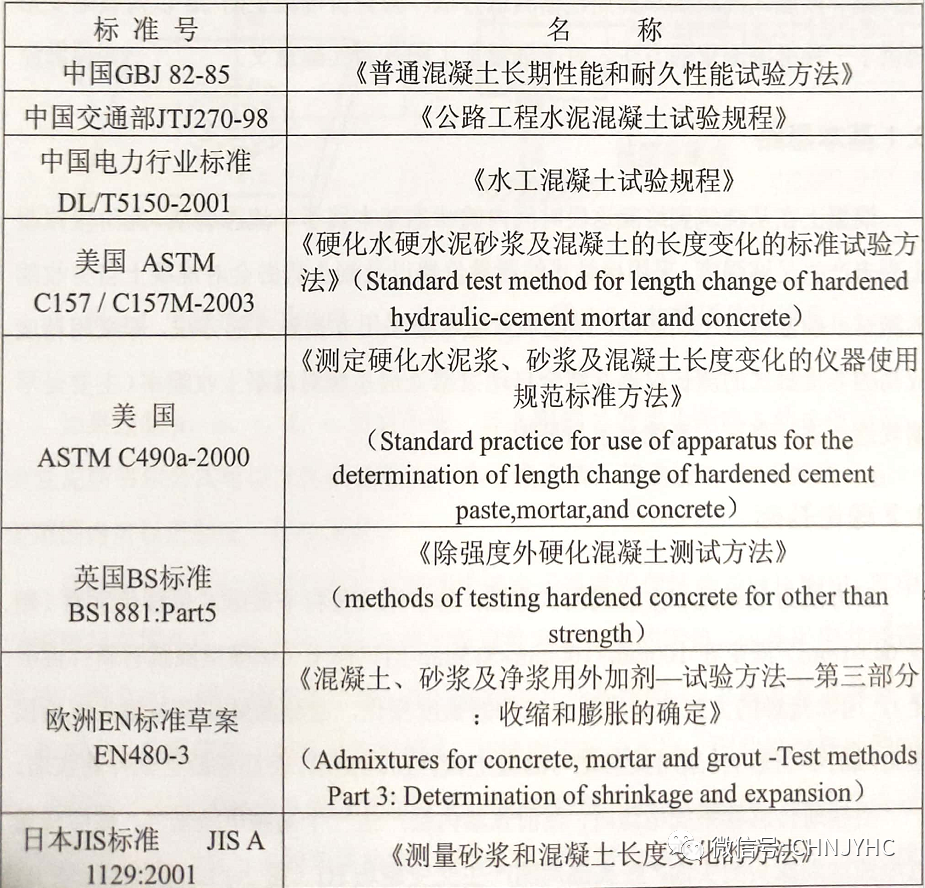 标准号 名称
中国GBJ 82-85 《普通混凝土长期性能和耐久性能试验方法》
中国交通部JTJ270-98 《公路工程水泥混凝土试验规程》
中国电力行业标准
DL/T5150-2001
《水工混凝土试验规程》
美国 ASTM
C157 / C157M-2003
《硬化水硬水泥砂浆及混凝土的长度变化的标准试验方
法》(Standard test method for length change of hardened
hydraulic-cement mortar and concrete)
美国
ASTM C490a-2000
《测定硬化水泥浆、砂浆及混凝土长度变化的仪器使用
规范标准方法》
(Standard practice for use of apparatus for the
determination of length change of hardened cement
paste,mortar,and concrete)
英国BS标准
BS1881:Part5
《除强度外硬化混凝土测试方法》
(methods of testing hardened concrete for other than
strength)
欧洲EN标准草案
EN480-3
《混凝土、砂浆及净浆用外加剂—试验方法—第三部分
：收缩和膨胀的确定》
(Admixtures for concrete, mortar and grout -Test methods
Part 3: Determination of shrinkage and expansion)
日本JIS标准 JIS A
1129:2001
《测量砂浆和混凝土长度变化的方法》
微信号: CHNJYHC